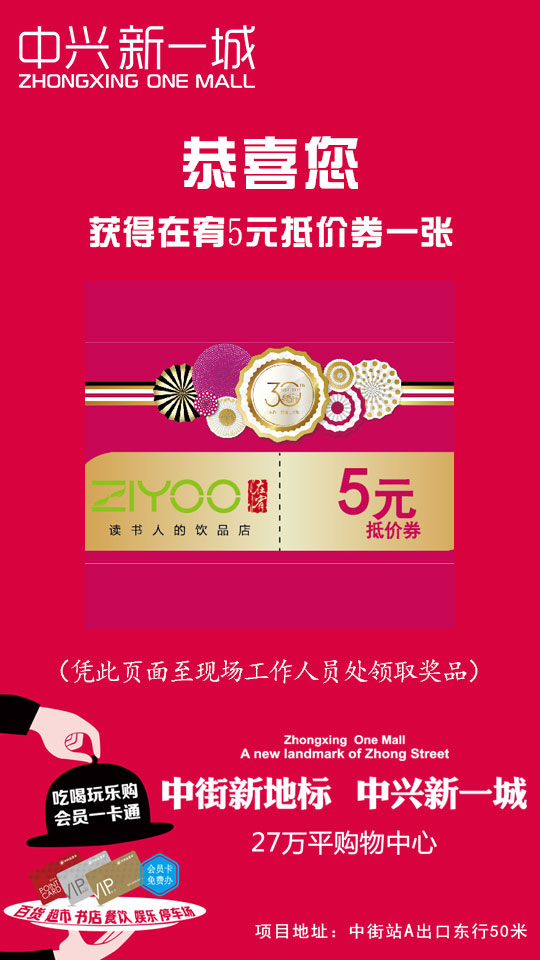 中兴新一城
ZHONGXING ONE MALL
恭喜您
获得在宥5元抵价券一张
30TH
ZIYOO
在宥
读书人的饮品店
5元
抵价券
（凭此页面至现场工作人员处领取奖品）
Zhongxing One Mall
A new landmark of Zhong Street
中街新地标 中兴新一城
27万平购物中心
吃喝玩乐购
会员一卡通
POINT CARD
VIP
VIP
会员卡
免费办
百货 超市 书店 餐饮 娱乐 停车场
项目地址：中街站A出口东行50米